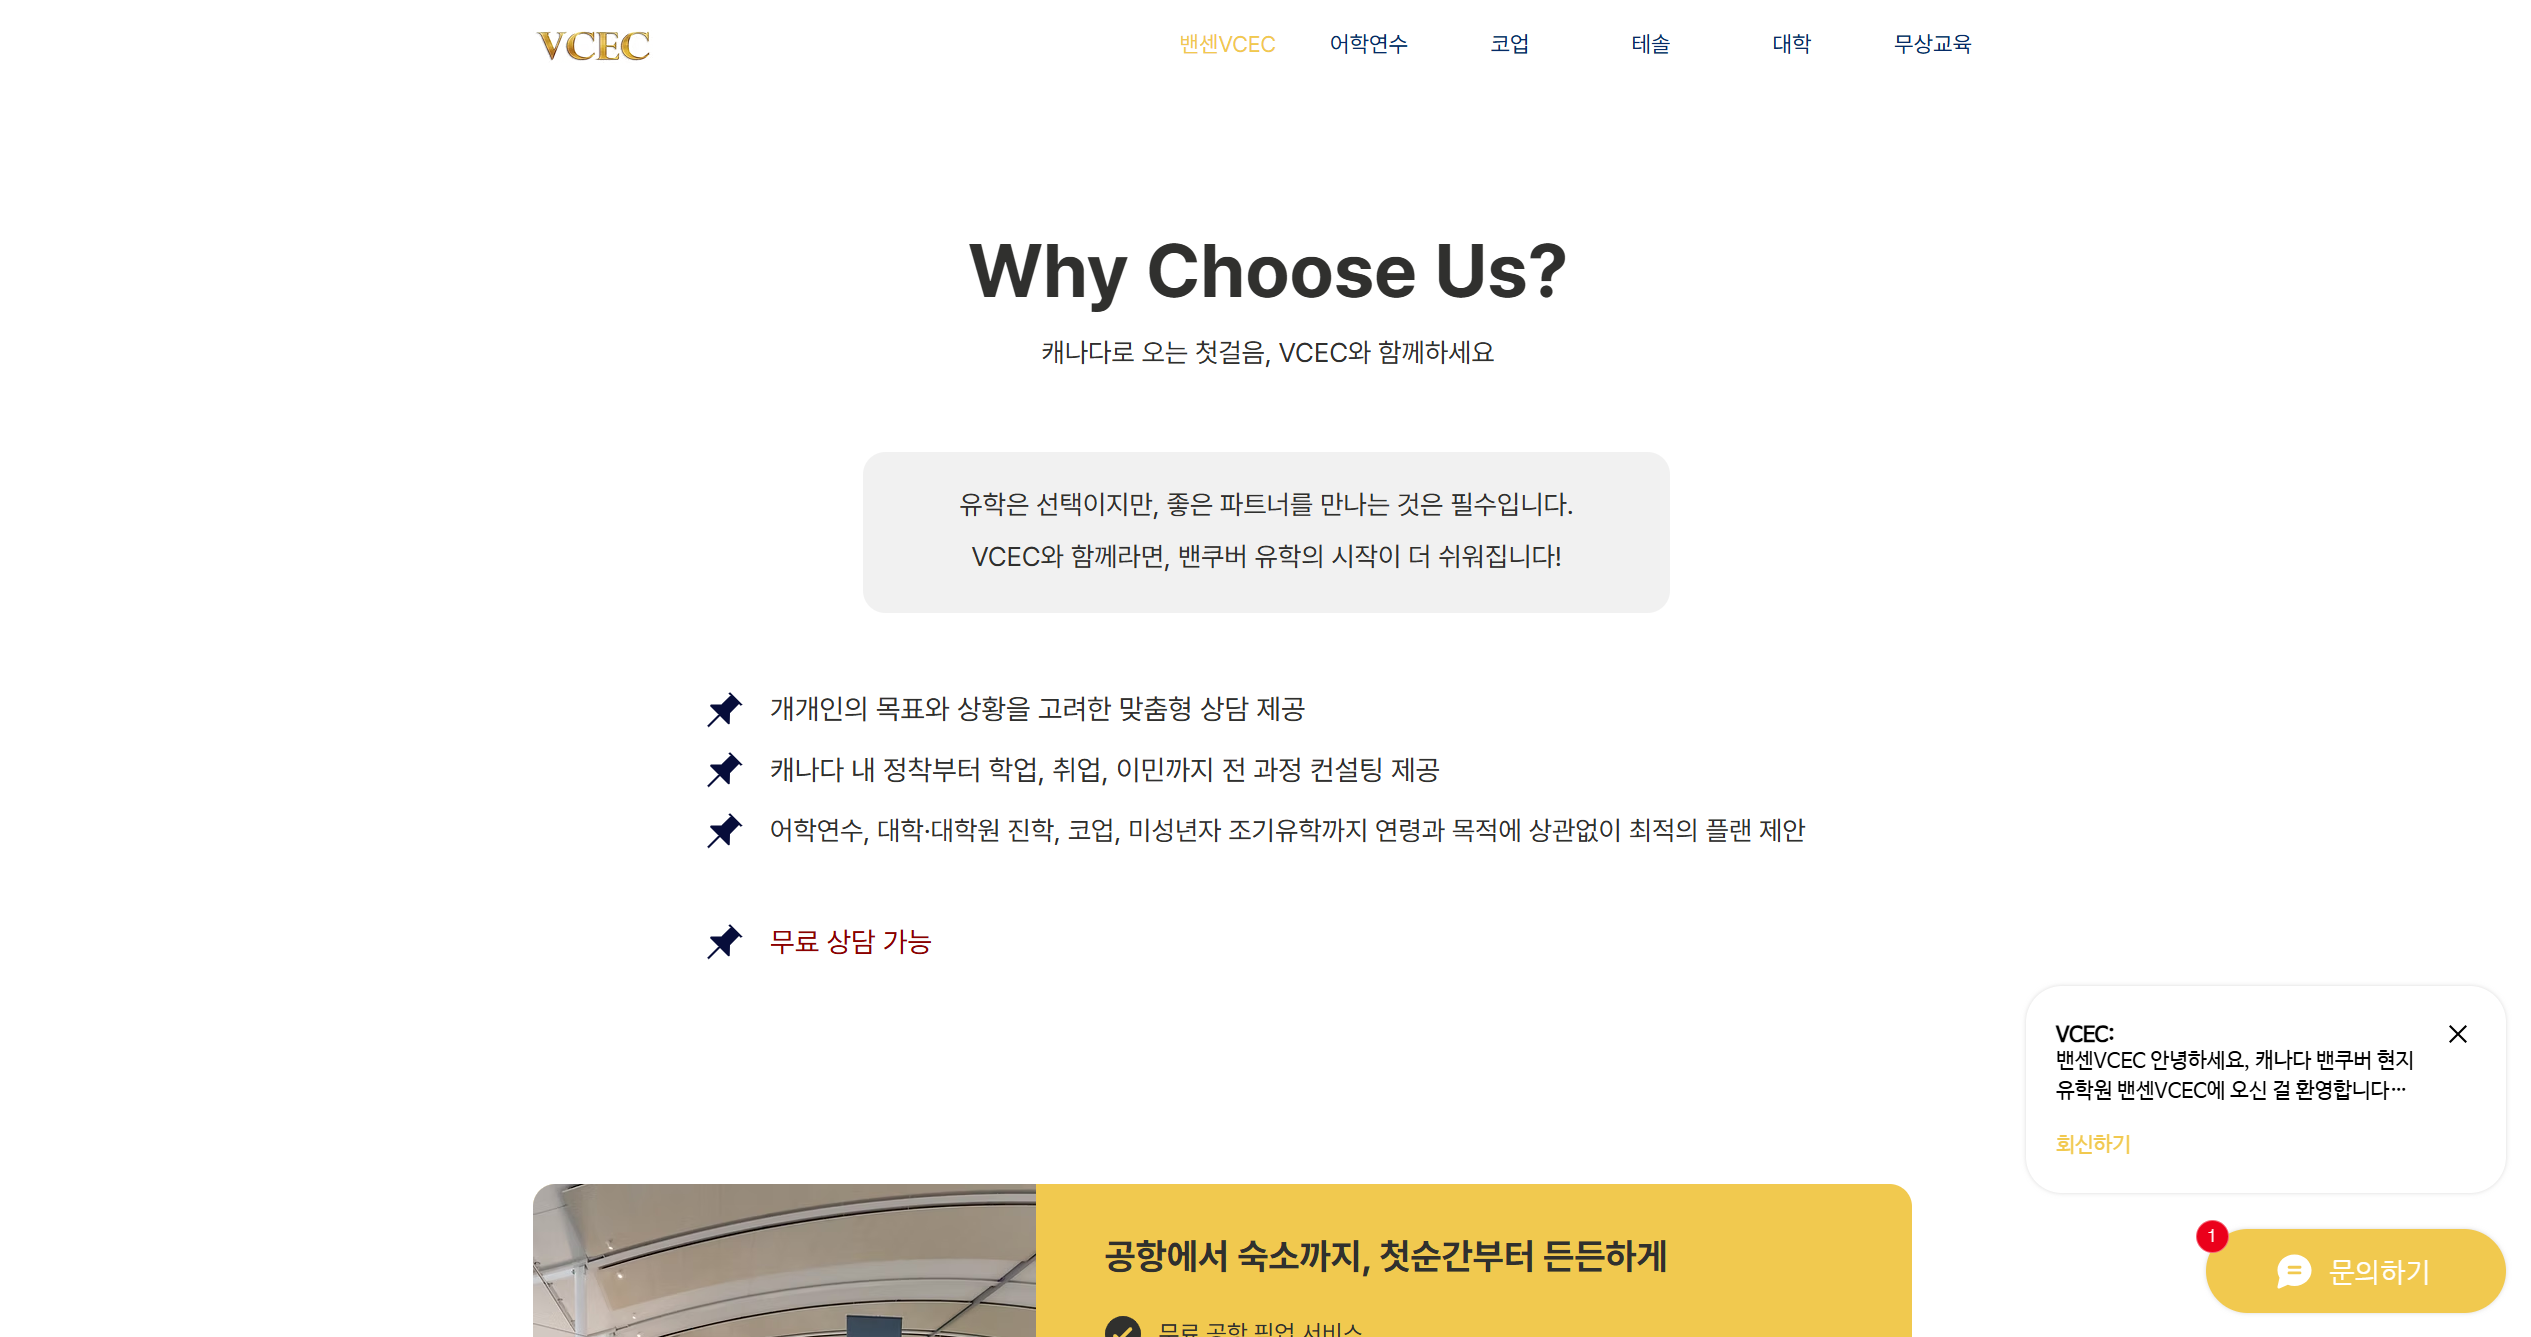 VCEC
밴센VCEC
어학연수
코업
테솔
대학
무상교육
Why Choose Us?
캐나다로 오는 첫걸음, VCEC와 함께하세요
유학은 선택이지만, 좋은 파트너를 만나는 것은 필수입니다.
VCEC와 함께라면, 밴쿠버 유학의 시작이 더 쉬워집니다!
개개인의 목표와 상황을 고려한 맞춤형 상담 제공
캐나다 내 정착부터 학업, 취업, 이민까지 전 과정 컨설팅 제공
어학연수, 대학·대학원 진학, 코업, 미성년자 조기유학까지 연령과 목적에 상관없이 최적의 플랜 제안
무료 상담 가능
VCEC:
밴센VCEC 안녕하세요, 캐나다 밴쿠버 현지
유학원 밴센VCEC에 오신 걸 환영합니다…
회신하기
1
문의하기
공항에서 숙소까지, 첫순간부터 든든하게
무료 공항 픽업 서비스